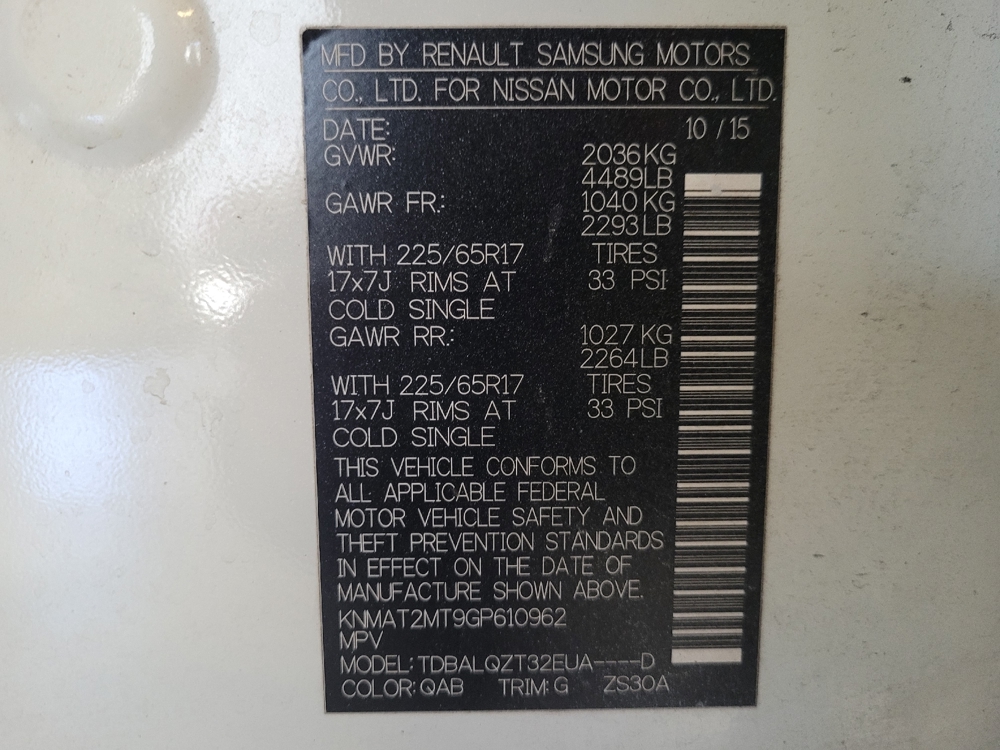 MFD BY RENAULT SAMSUNG MOTORS
CO., LTD. FOR NISSAN MOTOR CO., LTD.
DATE: 10 / 15
GVWR: 2036 KG
4489 LB
GAWR FR.: 1040 KG
2293 LB
WITH 225/65R17 TIRES
17x7J RIMS AT 33 PSI
COLD SINGLE
GAWR RR.: 1027 KG
2264 LB
WITH 225/65R17 TIRES
17x7J RIMS AT 33 PSI
COLD SINGLE
THIS VEHICLE CONFORMS TO
ALL APPLICABLE FEDERAL
MOTOR VEHICLE SAFETY AND
THEFT PREVENTION STANDARDS
IN EFFECT ON THE DATE OF
MANUFACTURE SHOWN ABOVE.
KNMAT2MT9GP610962
MPV
MODEL: TDBALQZT32EUA----D
COLOR: QAB TRIM: G ZS30A